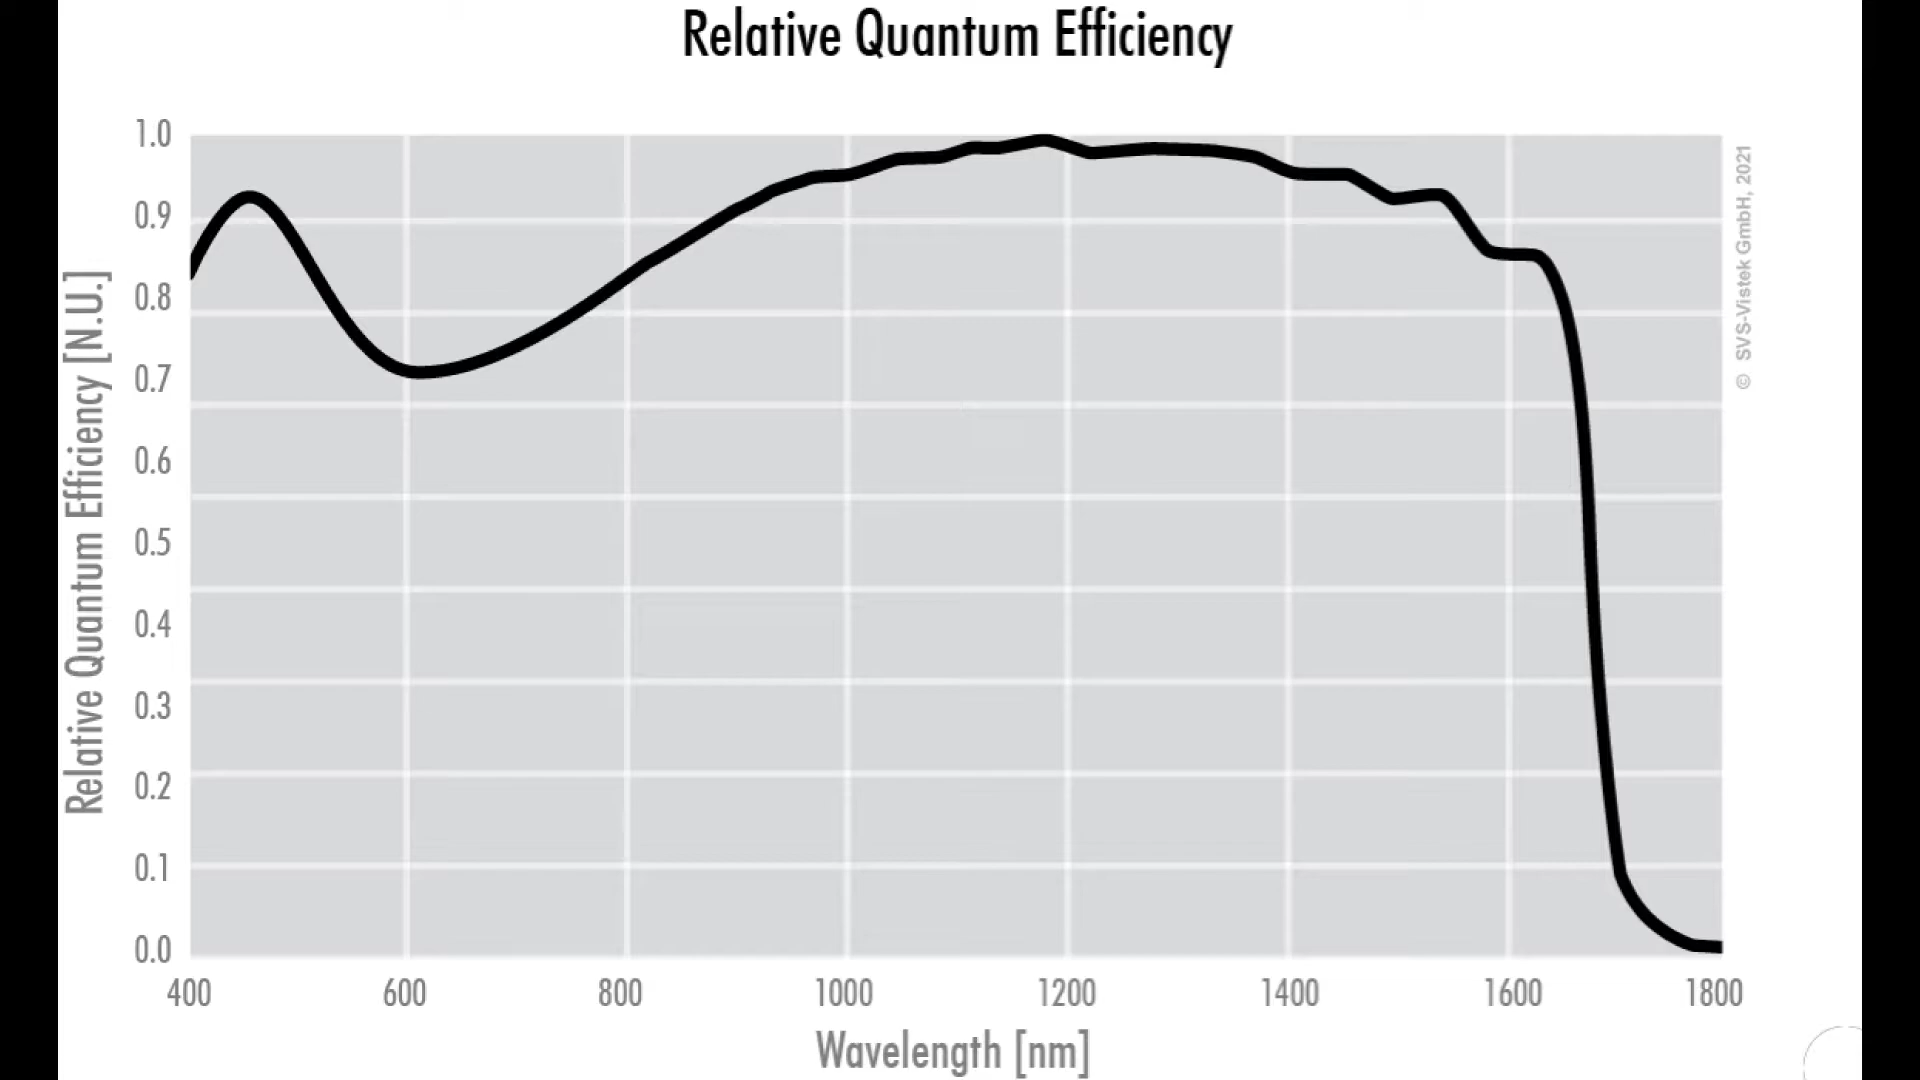 Relative Quantum Efficiency
Relative Quantum Efficiency [N.U.]
1.0
0.9
0.8
0.7
0.6
0.5
0.4
0.3
0.2
0.1
0.0
400 600 800 1000 1200 1400 1600 1800
Wavelength [nm]
© SVS-Vistek GmbH, 2021